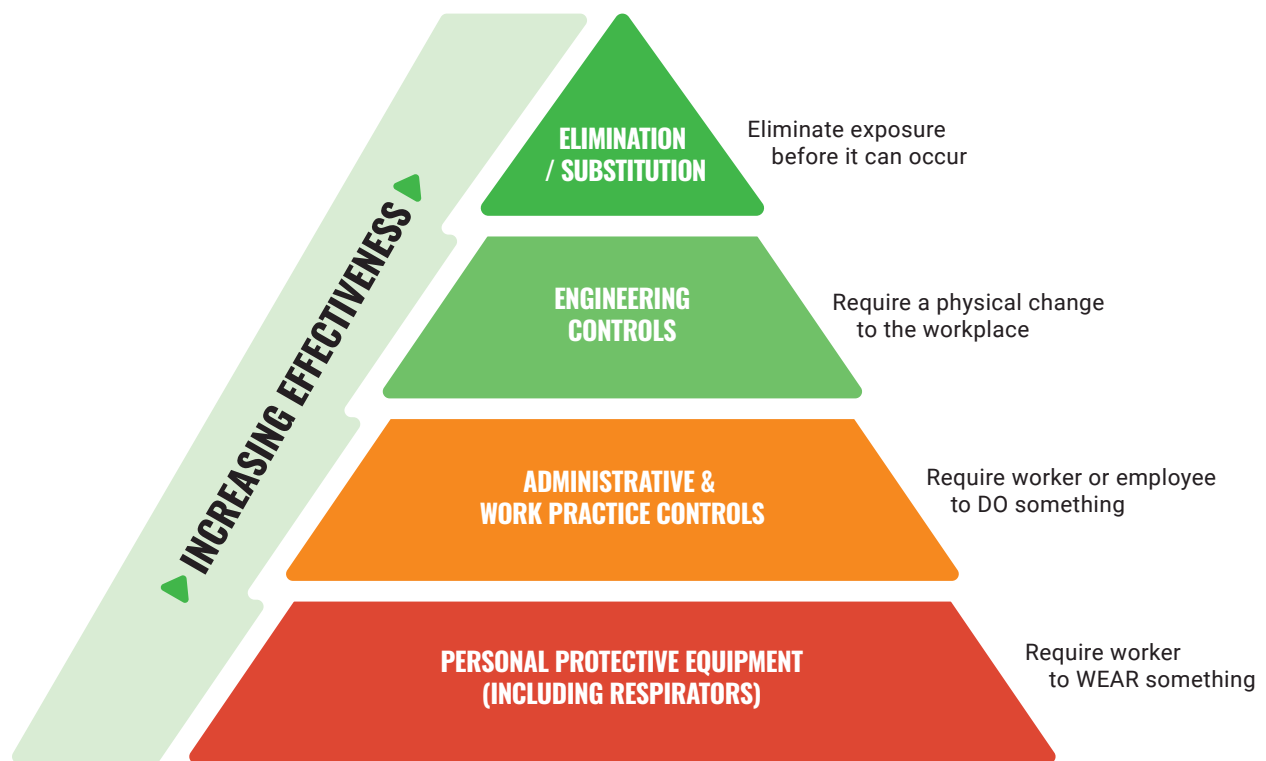 ELIMINATION
/ SUBSTITUTION
Eliminate exposure
before it can occur
ENGINEERING
CONTROLS
Require a physical change
to the workplace
INCREASING EFFECTIVENESS
ADMINISTRATIVE &
WORK PRACTICE CONTROLS
Require worker or employee
to DO something
PERSONAL PROTECTIVE EQUIPMENT
(INCLUDING RESPIRATORS)
Require worker
to WEAR something